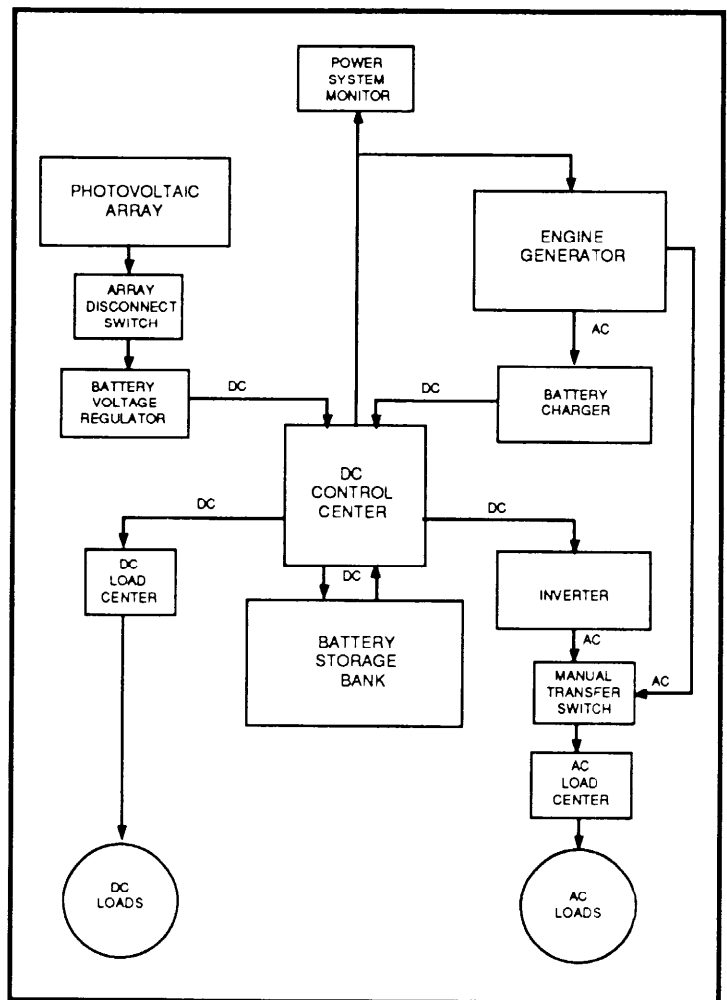 POWER
SYSTEM
MONITOR
PHOTOVOLTAIC
ARRAY
ENGINE
GENERATOR
ARRAY
DISCONNECT
SWITCH
AC
BATTERY
VOLTAGE
REGULATOR
DC
DC
BATTERY
CHARGER
DC
CONTROL
CENTER
DC
DC
DC
LOAD
CENTER
DC
INVERTER
BATTERY
STORAGE
BANK
AC
MANUAL
TRANSFER
SWITCH
AC
AC
LOAD
CENTER
DC
LOADS
AC
LOADS